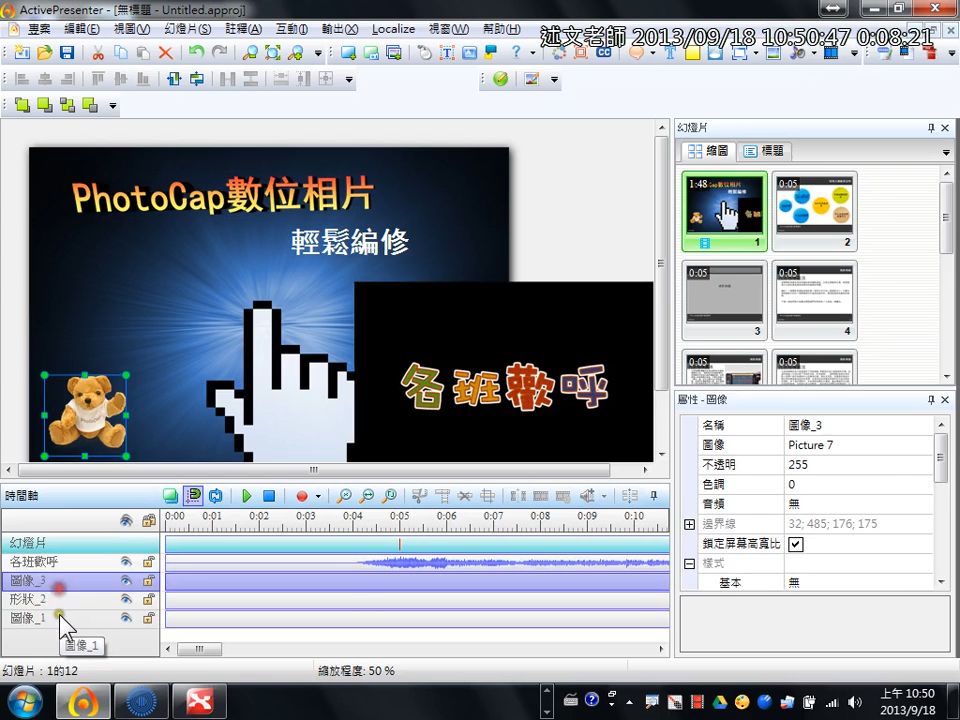 ActivePresenter - [無標題 - Untitled.approj]
專案 編輯(E) 視圖(V) 幻燈片(S) 註釋(A) 互動(I) 輸出(X) Localize 視窗(W) 幫助(H)
述文老師 2013/09/18 10:50:47 0:08:21
PhotoCap數位相片
輕鬆編修
各班歡呼
幻燈片
縮圖 標題
1:48
1
0:05
2
0:05
3
0:05
4
0:05
0:05
屬性 - 圖像
名稱 圖像_3
圖像 Picture 7
不透明 255
色調 0
音頻 無
邊界線 32; 485; 176; 175
鎖定屏幕高寬比
樣式
基本 無
時間軸
0:00 0:01 0:02 0:03 0:04 0:05 0:06 0:07 0:08 0:09 0:10
幻燈片
各班歡呼
圖像_3
形狀_2
圖像_1
圖像_1
幻燈片：1的12 縮放程度: 50 %
上午 10:50
2013/9/18